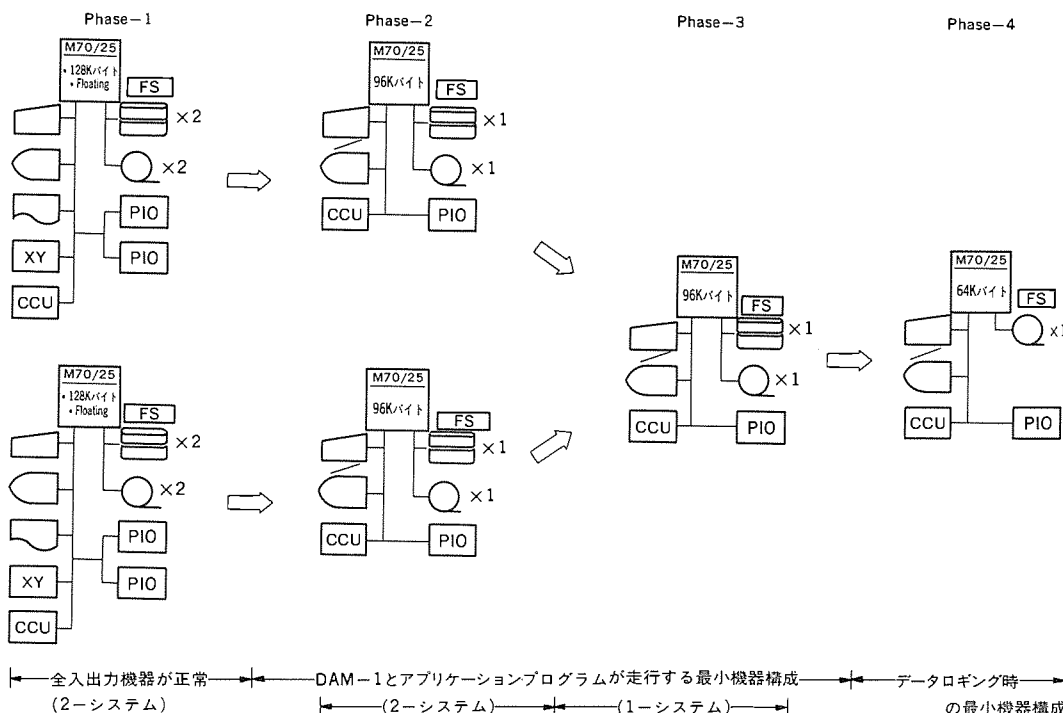 Phase-1
Phase-2
Phase-3
Phase-4
M70/25
・128Kバイト
・Floating
FS
×2
×2
PIO
XY
PIO
CCU
M70/25
96Kバイト
FS
×1
×1
CCU
PIO
M70/25
・128Kバイト
・Floating
FS
×2
×2
PIO
XY
PIO
CCU
M70/25
96Kバイト
FS
×1
×1
CCU
PIO
M70/25
96Kバイト
FS
×1
×1
CCU
PIO
M70/25
64Kバイト
FS
×1
CCU
PIO
全入出力機器が正常
(2-システム)
DAM-1とアプリケーションプログラムが走行する最小機器構成
(2-システム)
(1-システム)
データロギング時
の最小機器構成